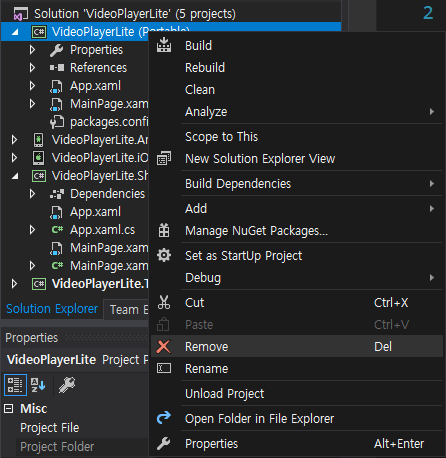 Solution 'VideoPlayerLite' (5 projects)
VideoPlayerLite (Portable)
Properties
References
App.xaml
MainPage.xam
packages.confi
VideoPlayerLite.An
VideoPlayerLite.iO
VideoPlayerLite.Sh
Dependencies
App.xaml
App.xaml.cs
MainPage.xam
MainPage.xam
VideoPlayerLite.T
Solution Explorer
Team E
Properties
VideoPlayerLite Project P
Misc
Project File
Project Folder
2
Build
Rebuild
Clean
Analyze
Scope to This
New Solution Explorer View
Build Dependencies
Add
Manage NuGet Packages...
Set as StartUp Project
Debug
Cut Ctrl+X
Paste Ctrl+V
Remove Del
Rename
Unload Project
Open Folder in File Explorer
Properties Alt+Enter